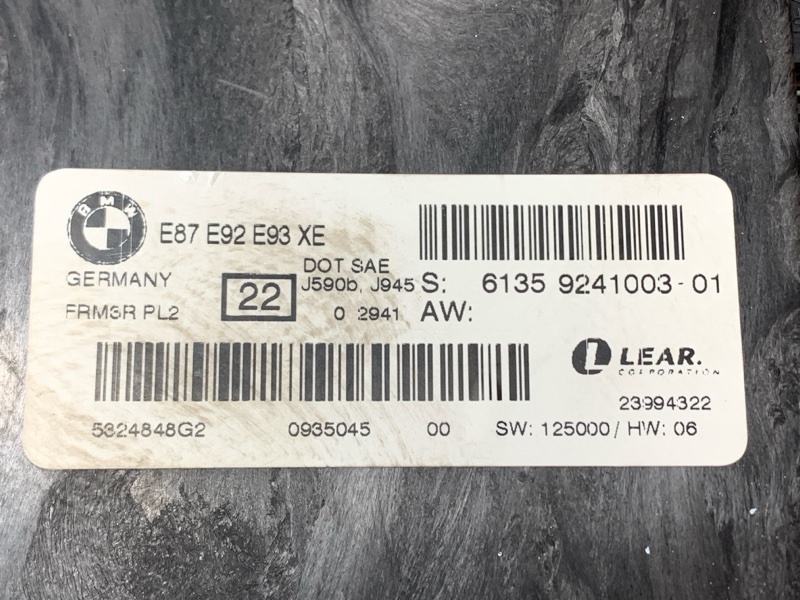 BMW
E87 E92 E93 XE
GERMANY
FRM3R PL2
22
DOT SAE
J590b, J945
0 2941
S: 6135 9241003-01
AW:
LEAR.
CORPORATION
23994322
5324848G2 0935045 00 SW: 125000 / HW: 06